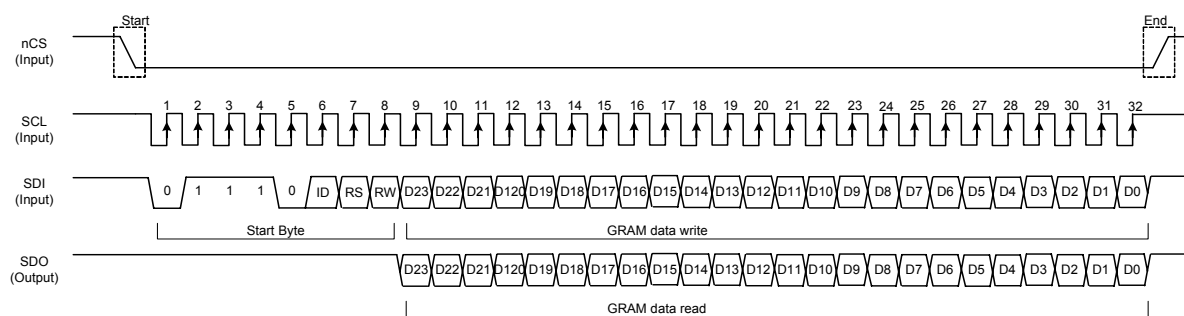 Start
End
nCS
(Input)
1 2 3 4 5 6 7 8 9 10 11 12 13 14 15 16 17 18 19 20 21 22 23 24 25 26 27 28 29 30 31 32
SCL
(Input)
SDI
(Input)
0 1 1 1 0 ID RS RW D23 D22 D21 D120 D19 D18 D17 D16 D15 D14 D13 D12 D11 D10 D9 D8 D7 D6 D5 D4 D3 D2 D1 D0
Start Byte
GRAM data write
SDO
(Output)
D23 D22 D21 D120 D19 D18 D17 D16 D15 D14 D13 D12 D11 D10 D9 D8 D7 D6 D5 D4 D3 D2 D1 D0
GRAM data read